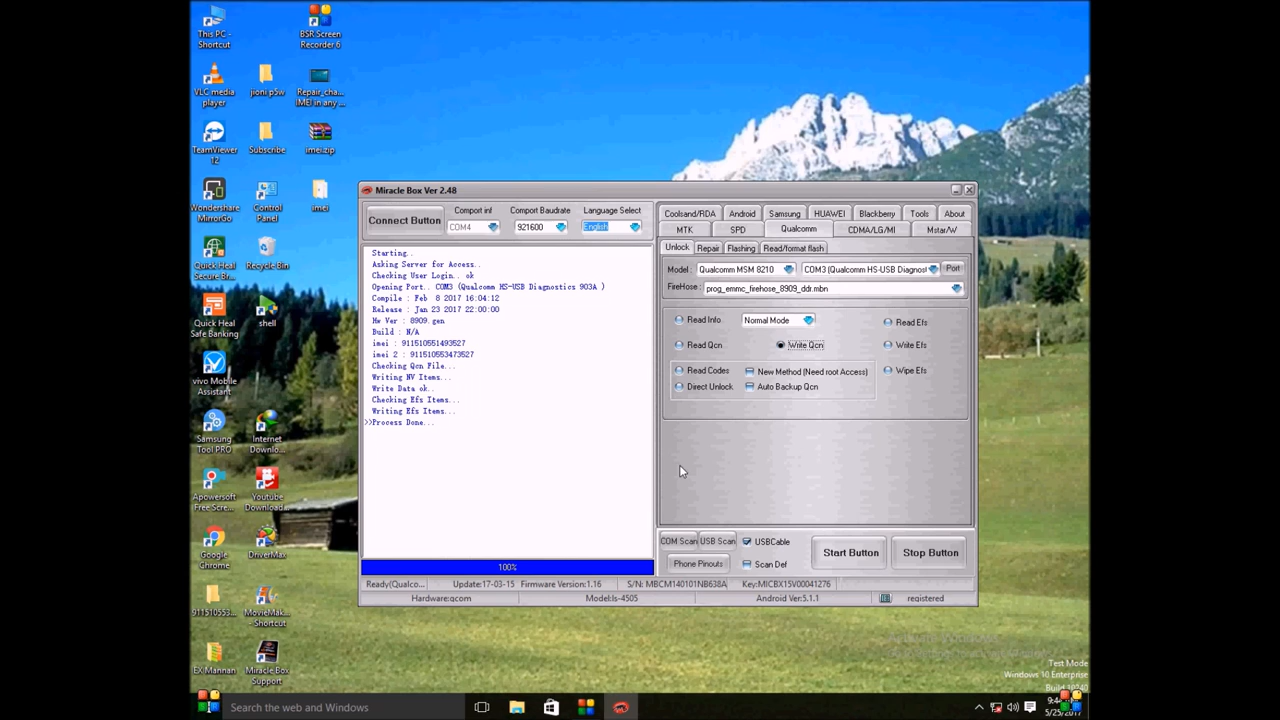 This PC -
Shortcut
BSR Screen
Recorder 6
VLC media
player
jioni p5w
Repair_cha...
IMEI in any ...
TeamViewer
12
Subscribe
imei.zip
Wondershare
MirrorGo
Control
Panel
imei
Quick Heal
Secure Br...
Recycle Bin
Quick Heal
Safe Banking
shell
vivo Mobile
Assistant
Samsung
Tool PRO
Internet
Downlo...
Apowersoft
Free Scre...
Youtube
Download...
Google
Chrome
DriverMax
911510553...
MovieMak...
- Shortcut
EX Mannan
Miracle Box
Support
Miracle Box Ver 2.48
Connect Button
Comport inf
Comport Baudrate
Language Select
COM4
921600
English
Starting..
Asking Server for Access..
Checking User Login.. ok
Opening Port.. COM3 (Qualcomm HS-USB Diagnostics 903A )
Compile : Feb  8 2017 16:04:12
Release : Jan 23 2017 22:00:00
Hw Ver : 8909.gen
Build : N/A
imei : 911510551493527
imei 2 : 911510553473527
Checking Qcn File...
Writing NV Items...
Write Data ok..
Checking Efs Items...
Writing Efs Items...
>>Process Done...
100%
Coolsand/RDA
Android
Samsung
HUAWEI
Blackberry
Tools
About
MTK
SPD
Qualcomm
CDMA/LG/MI
Mstar/W
Unlock
Repair
Flashing
Read/format flash
Model :
Qualcomm MSM 8210
COM3 (Qualcomm HS-USB Diagnost
Port
FireHose :
prog_emmc_firehose_8909_ddr.mbn
Read Info
Normal Mode
Read Efs
Read Qcn
Write Qcn
Write Efs
Read Codes
New Method (Need root Access)
Wipe Efs
Direct Unlock
Auto Backup Qcn
COM Scan
USB Scan
USBCable
Start Button
Stop Button
Phone Pinouts
Scan Def
Ready(Qualco...
Update:17-03-15
Firmware Version:1.16
S/N: MBCM140101NB638A
Key:MICBX15V00041276
Hardware:qcom
Model:ls-4505
Android Ver:5.1.1
registered
Test Mode
Windows 10 Enterprise
Build 10240
Search the web and Windows